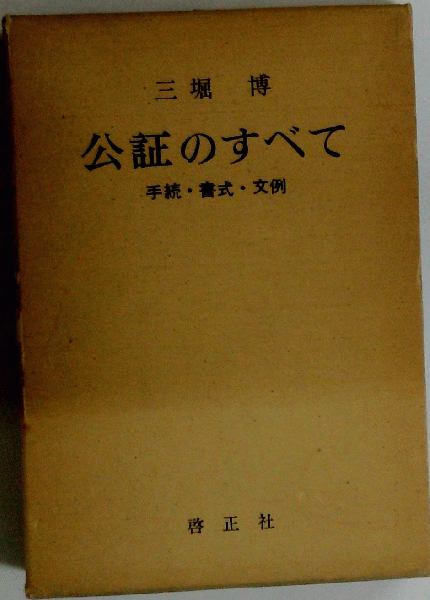 三堀 博
公証のすべて
手続・書式・文例
啓正社